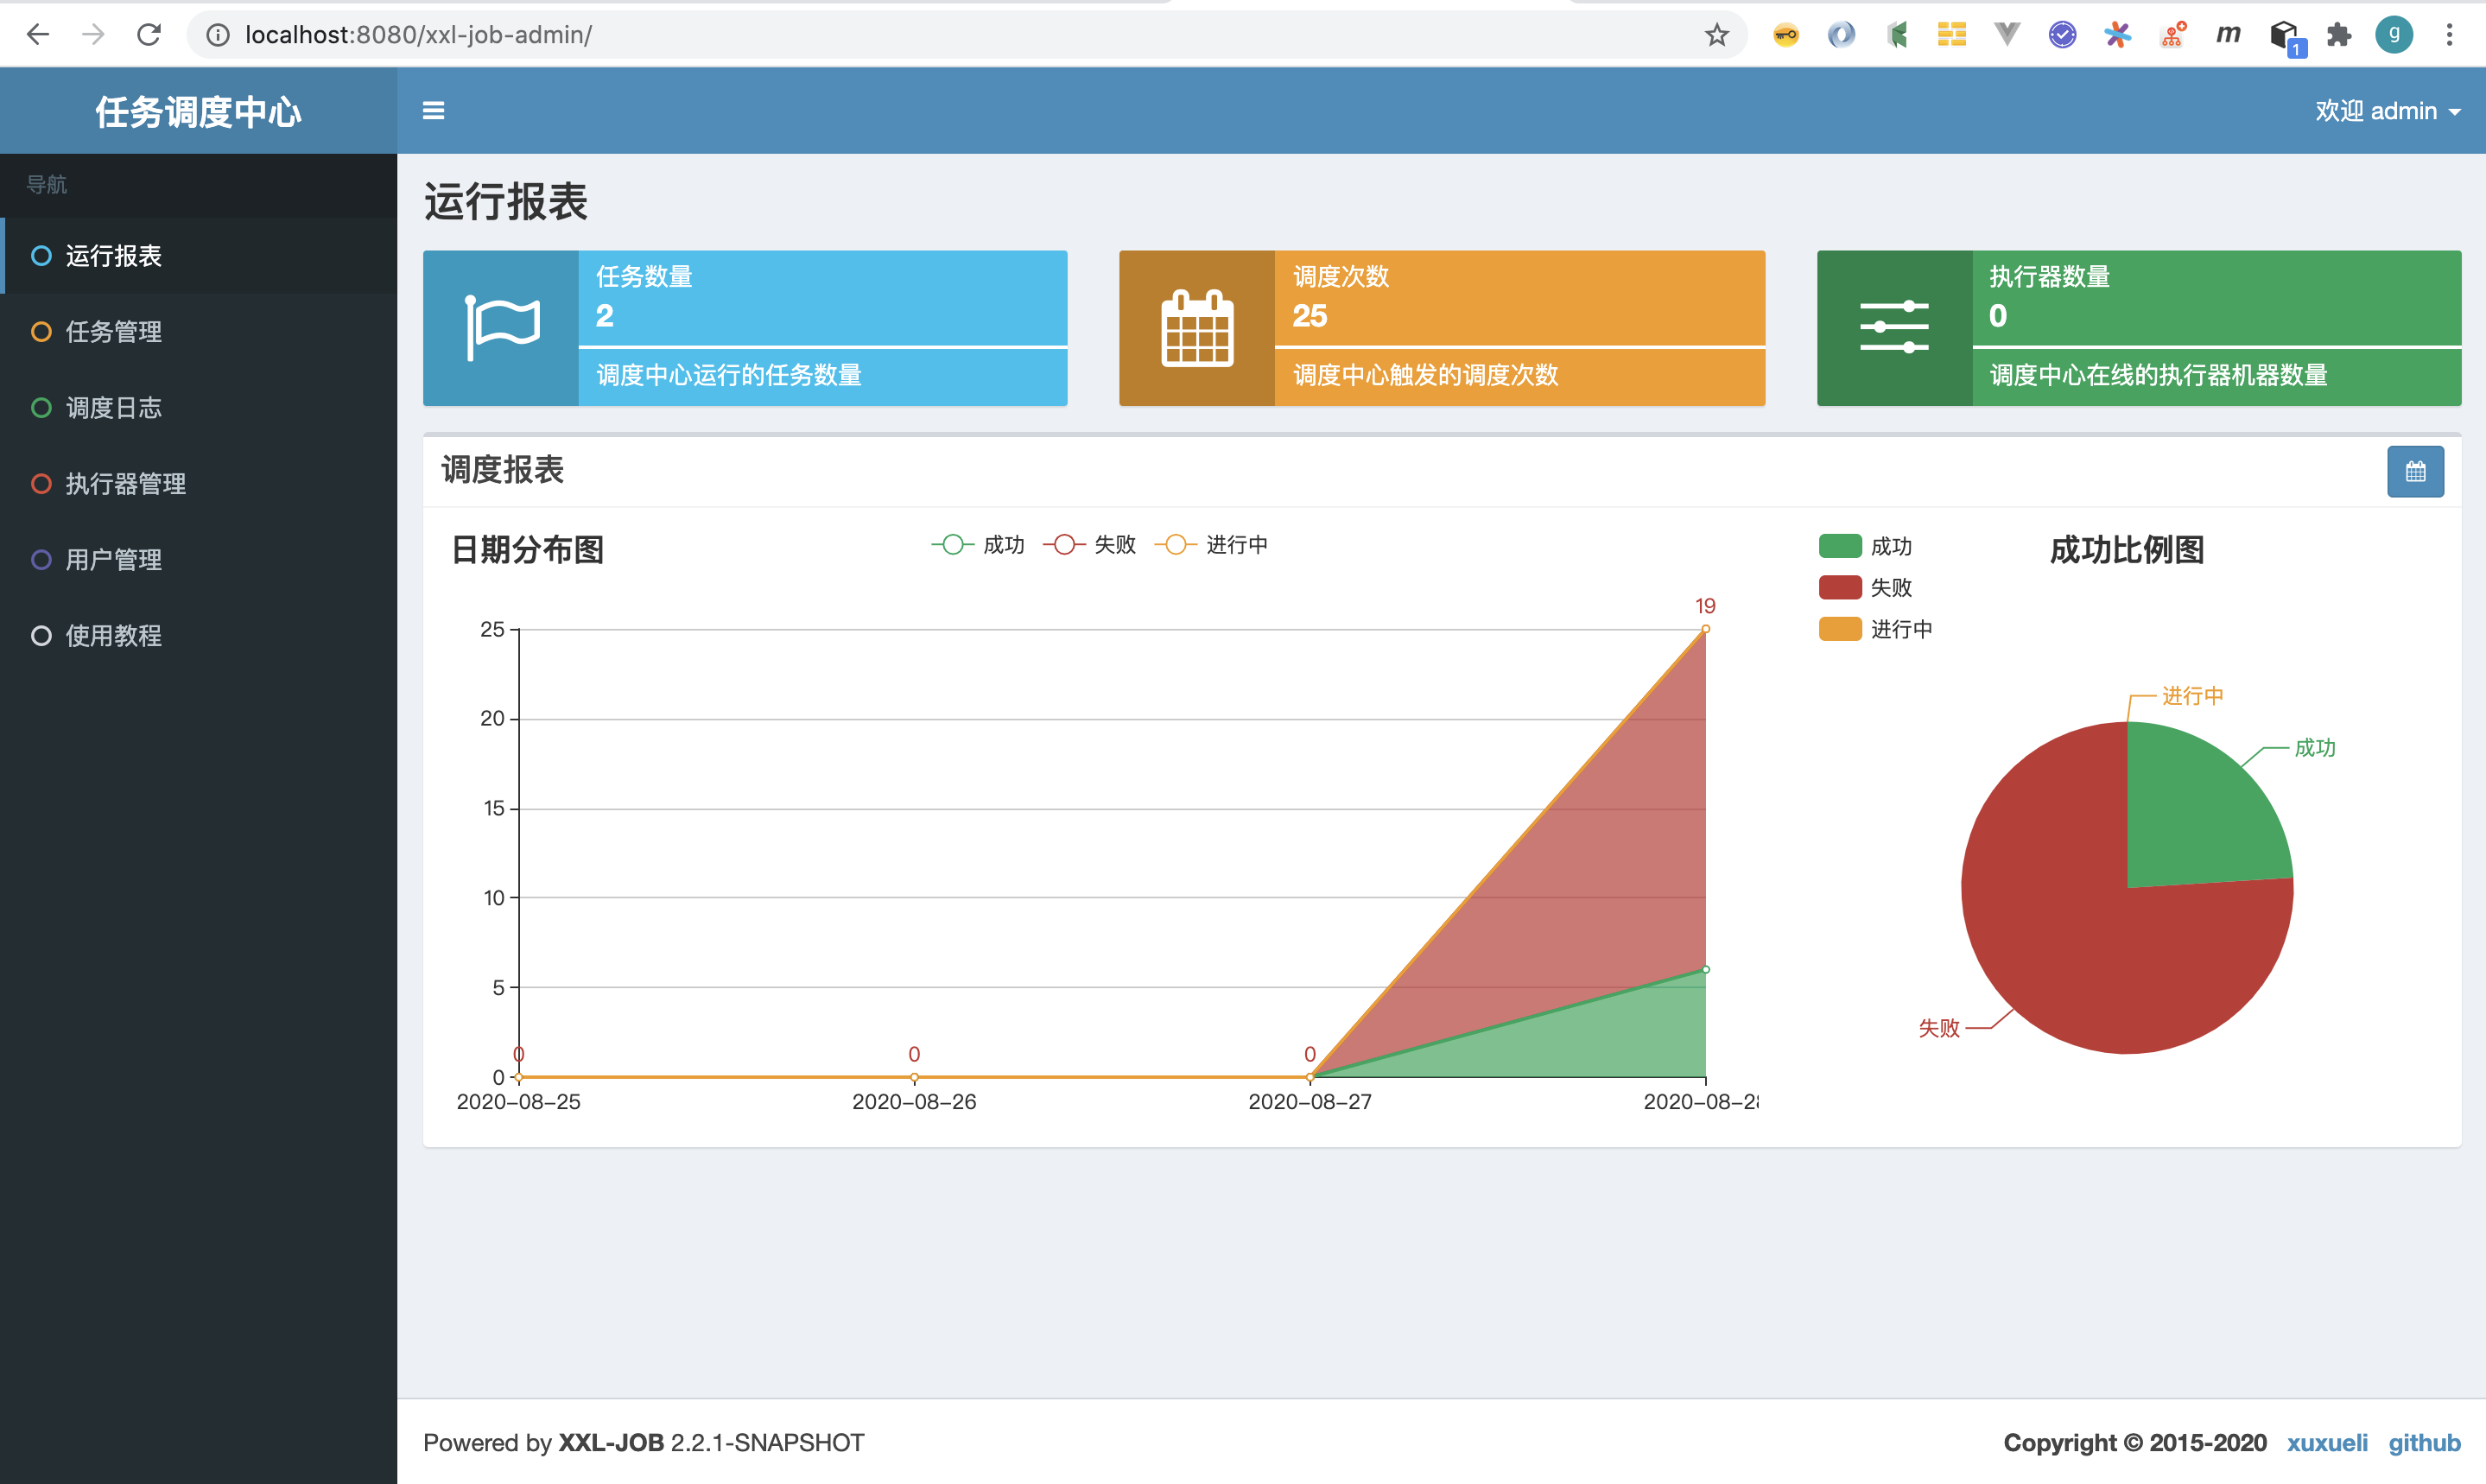 localhost:8080/xxl-job-admin/
g
m
1
任务调度中心
欢迎 admin
导航
运行报表
任务管理
调度日志
执行器管理
用户管理
使用教程
运行报表
任务数量
2
调度中心运行的任务数量
调度次数
25
调度中心触发的调度次数
执行器数量
0
调度中心在线的执行器机器数量
调度报表
日期分布图
成功 失败 进行中
19
25
20
15
10
5
0
0 0 0
2020-08-25 2020-08-26 2020-08-27 2020-08-28
成功
失败
进行中
成功比例图
进行中
成功
失败
Powered by XXL-JOB 2.2.1-SNAPSHOT
Copyright © 2015-2020 xuxueli github